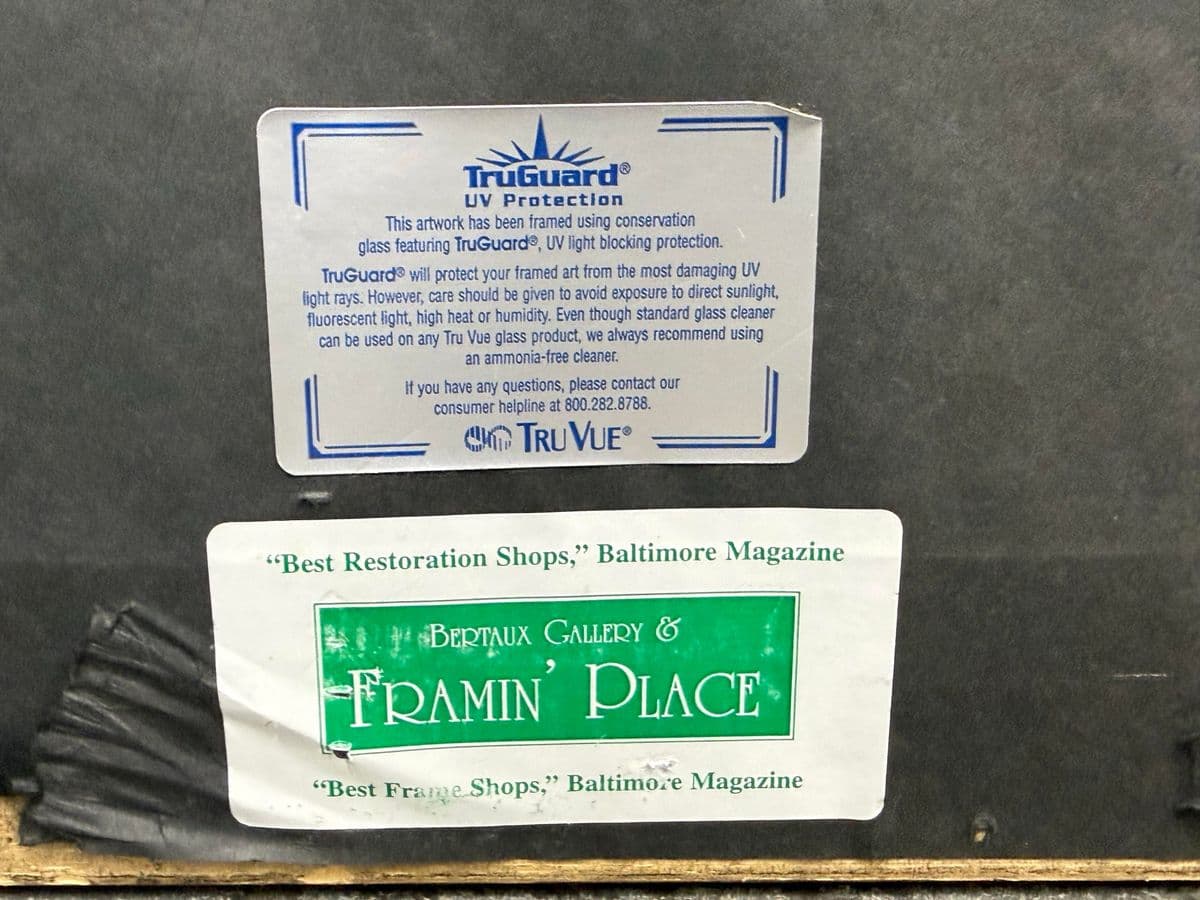 TruGuard®
UV Protection
This artwork has been framed using conservation
glass featuring TruGuard®, UV light blocking protection.
TruGuard® will protect your framed art from the most damaging UV
light rays. However, care should be given to avoid exposure to direct sunlight,
fluorescent light, high heat or humidity. Even though standard glass cleaner
can be used on any Tru Vue glass product, we always recommend using
an ammonia-free cleaner.
If you have any questions, please contact our
consumer helpline at 800.282.8788.
TRU VUE®
“Best Restoration Shops,” Baltimore Magazine
BERTAUX GALLERY &
FRAMIN’ PLACE
“Best Frame Shops,” Baltimore Magazine